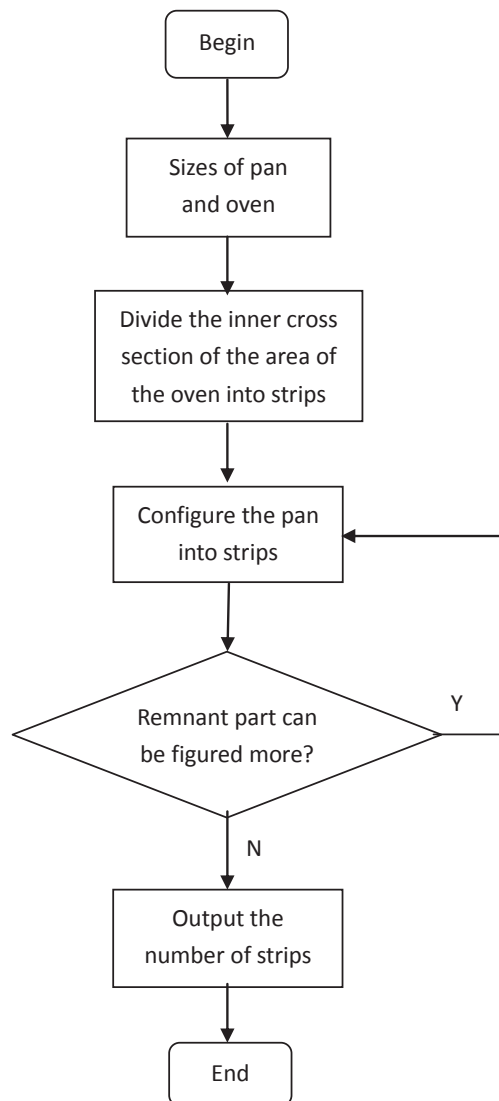 Begin
Sizes of pan
and oven
Divide the inner cross
section of the area of
the oven into strips
Configure the pan
into strips
Remnant part can
be figured more?
Y
N
Output the
number of strips
End